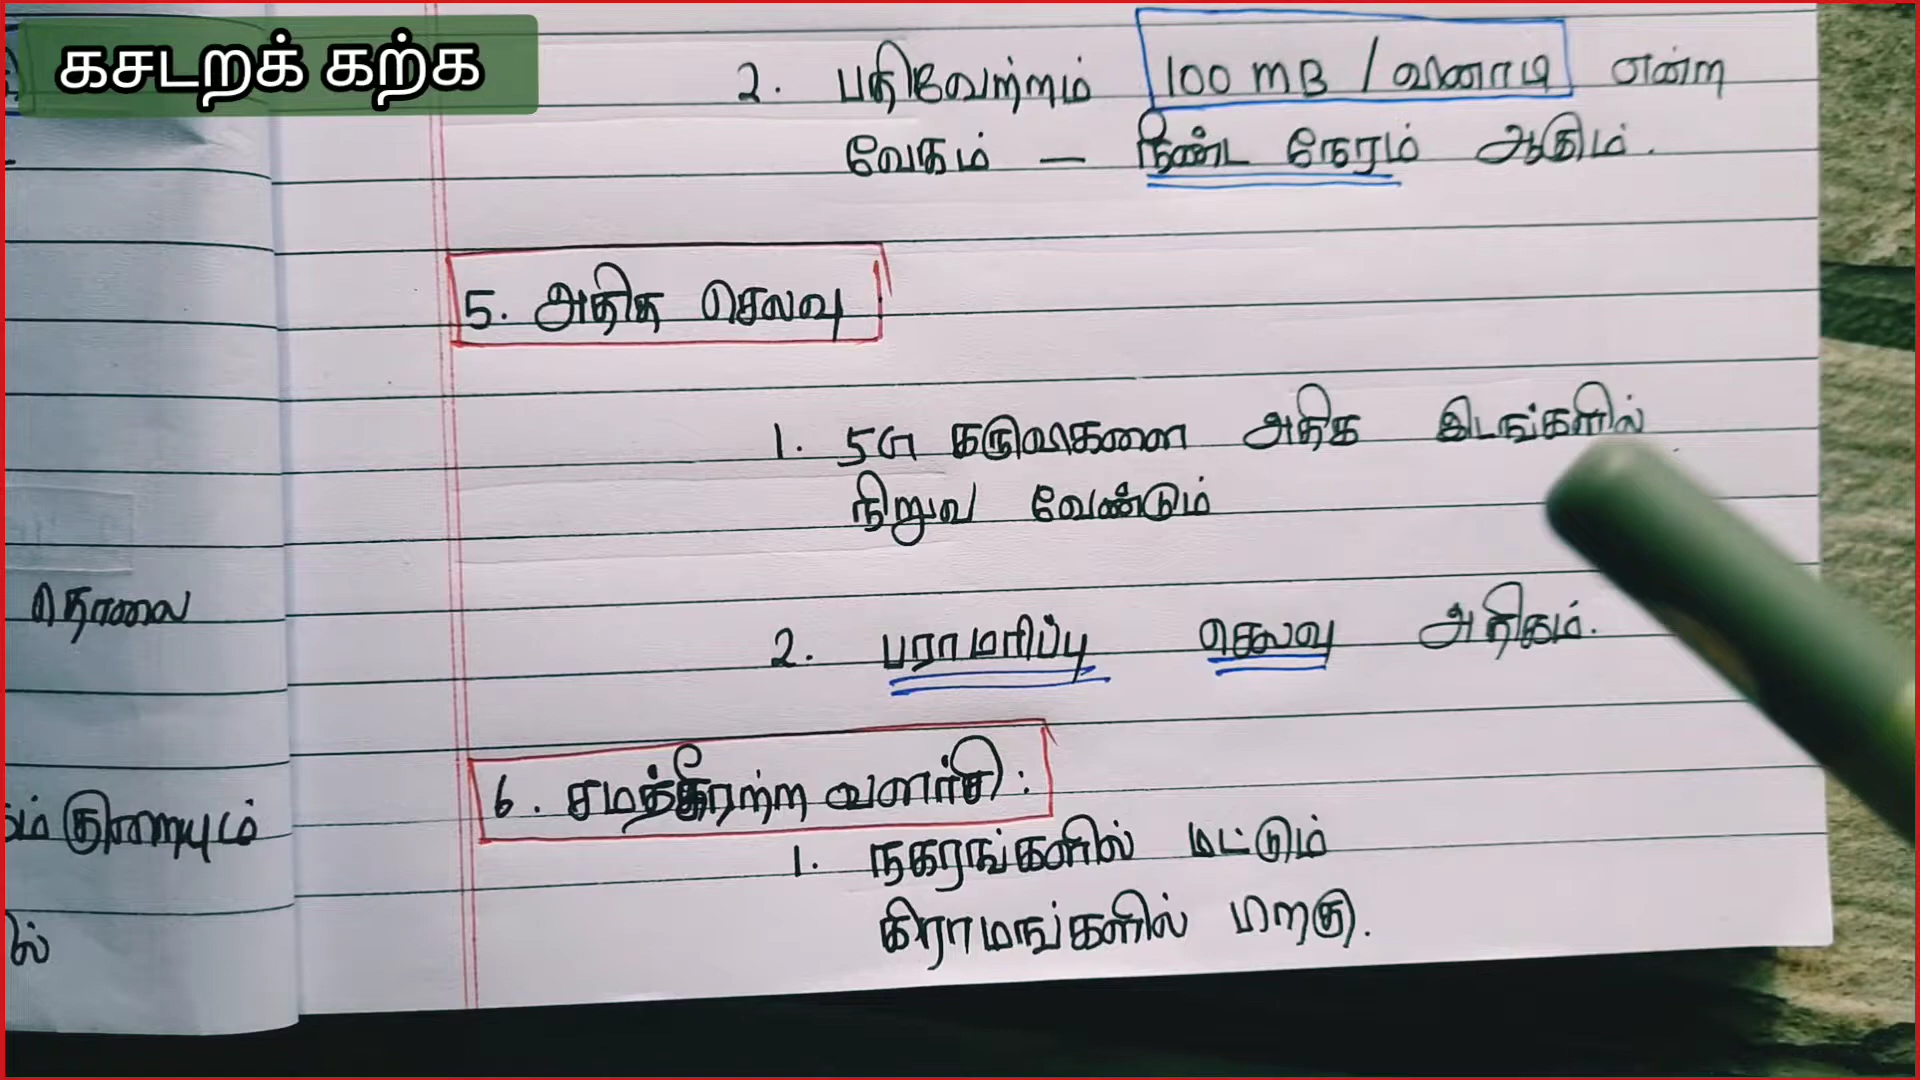 கசடறக் கற்க
2. பதிவேற்றம் 100 MB / வினாடி என்ற
வேகம் — நீண்ட நேரம் ஆகும்.
5. அதிக செலவு
1. 5G கருவிகளை அதிக இடங்களில்
நிறுவ வேண்டும்
2. பராமரிப்பு செலவு அதிகம்.
6. சமத்தீரற்ற வளர்ச்சி :
1. நகரங்களில் மட்டும்
கிராமங்களில்
தொலை